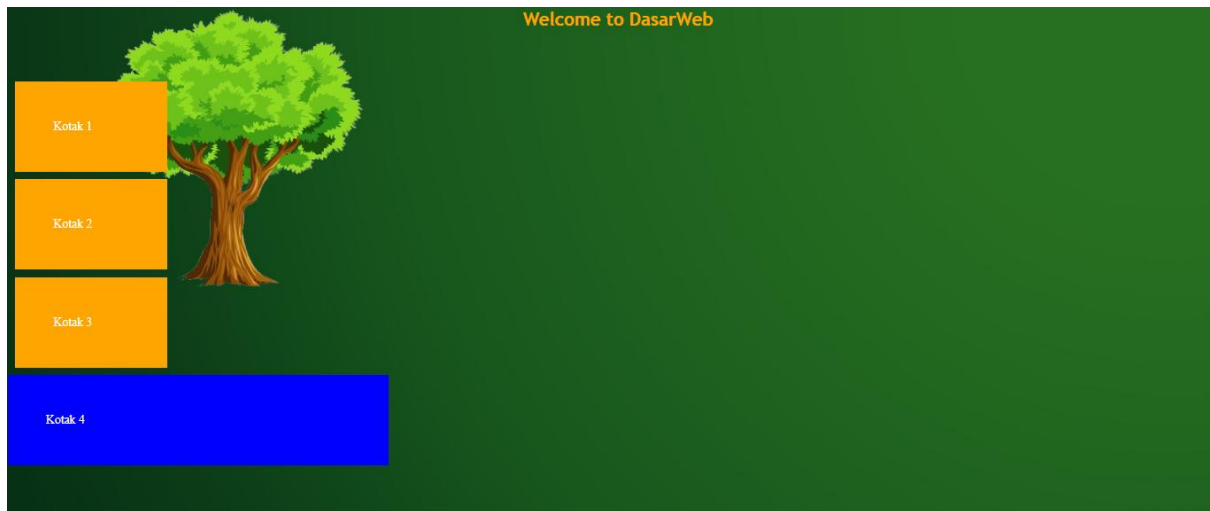 Welcome to DasarWeb
Kotak 1
Kotak 2
Kotak 3
Kotak 4